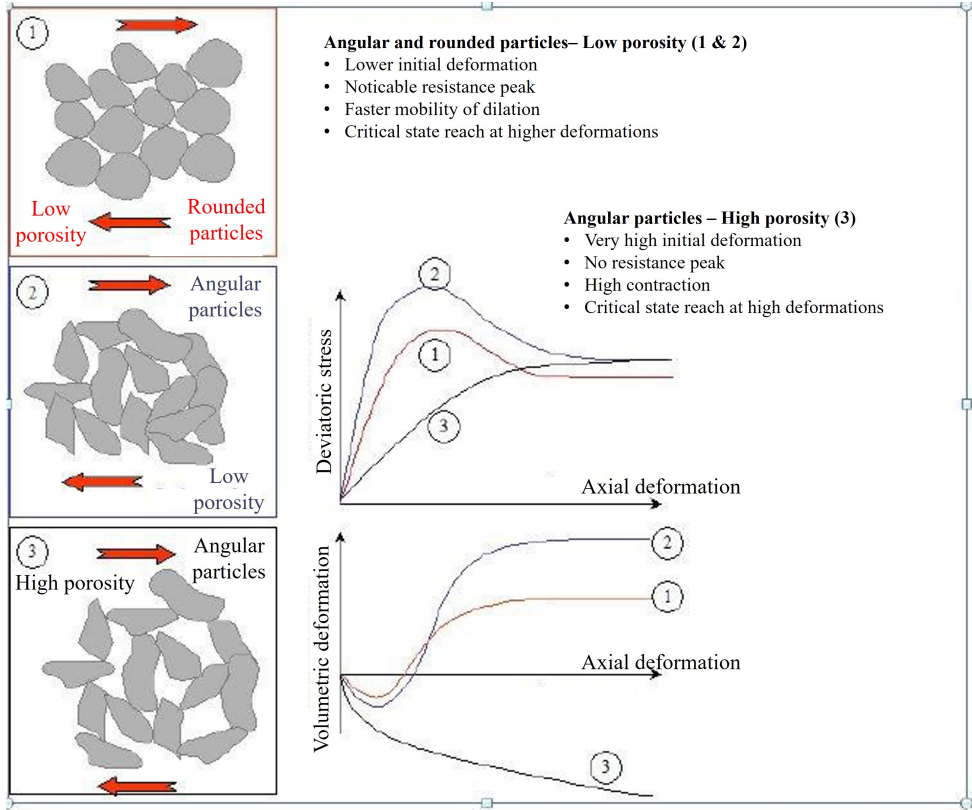 1
Low
porosity
Rounded
particles
2
Angular
particles
Low
porosity
3
Angular
particles
High porosity
Angular and rounded particles– Low porosity (1 & 2)
• Lower initial deformation
• Noticable resistance peak
• Faster mobility of dilation
• Critical state reach at higher deformations
Angular particles – High porosity (3)
• Very high initial deformation
• No resistance peak
• High contraction
• Critical state reach at high deformations
Deviatoric stress
2
1
3
Axial deformation
Volumetric deformation
2
1
Axial deformation
3